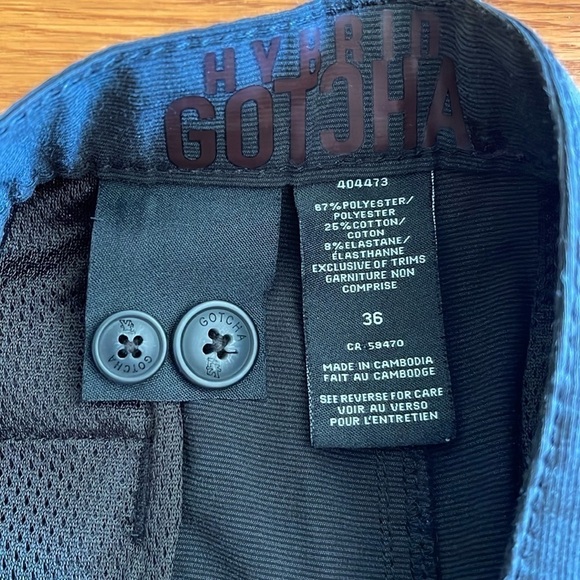 HYBRID
GOTCHA
404473
67%POLYESTER/
POLYESTER
25%COTTON/
COTON
8%ELASTANE/
ÉLASTHANNE
EXCLUSIVE OF TRIMS
GARNITURE NON
COMPRISE
36
CA-59470
MADE IN CAMBODIA
FAIT AU CAMBODGE
SEE REVERSE FOR CARE
VOIR AU VERSO
POUR L'ENTRETIEN
GOTCHA
GOTCHA